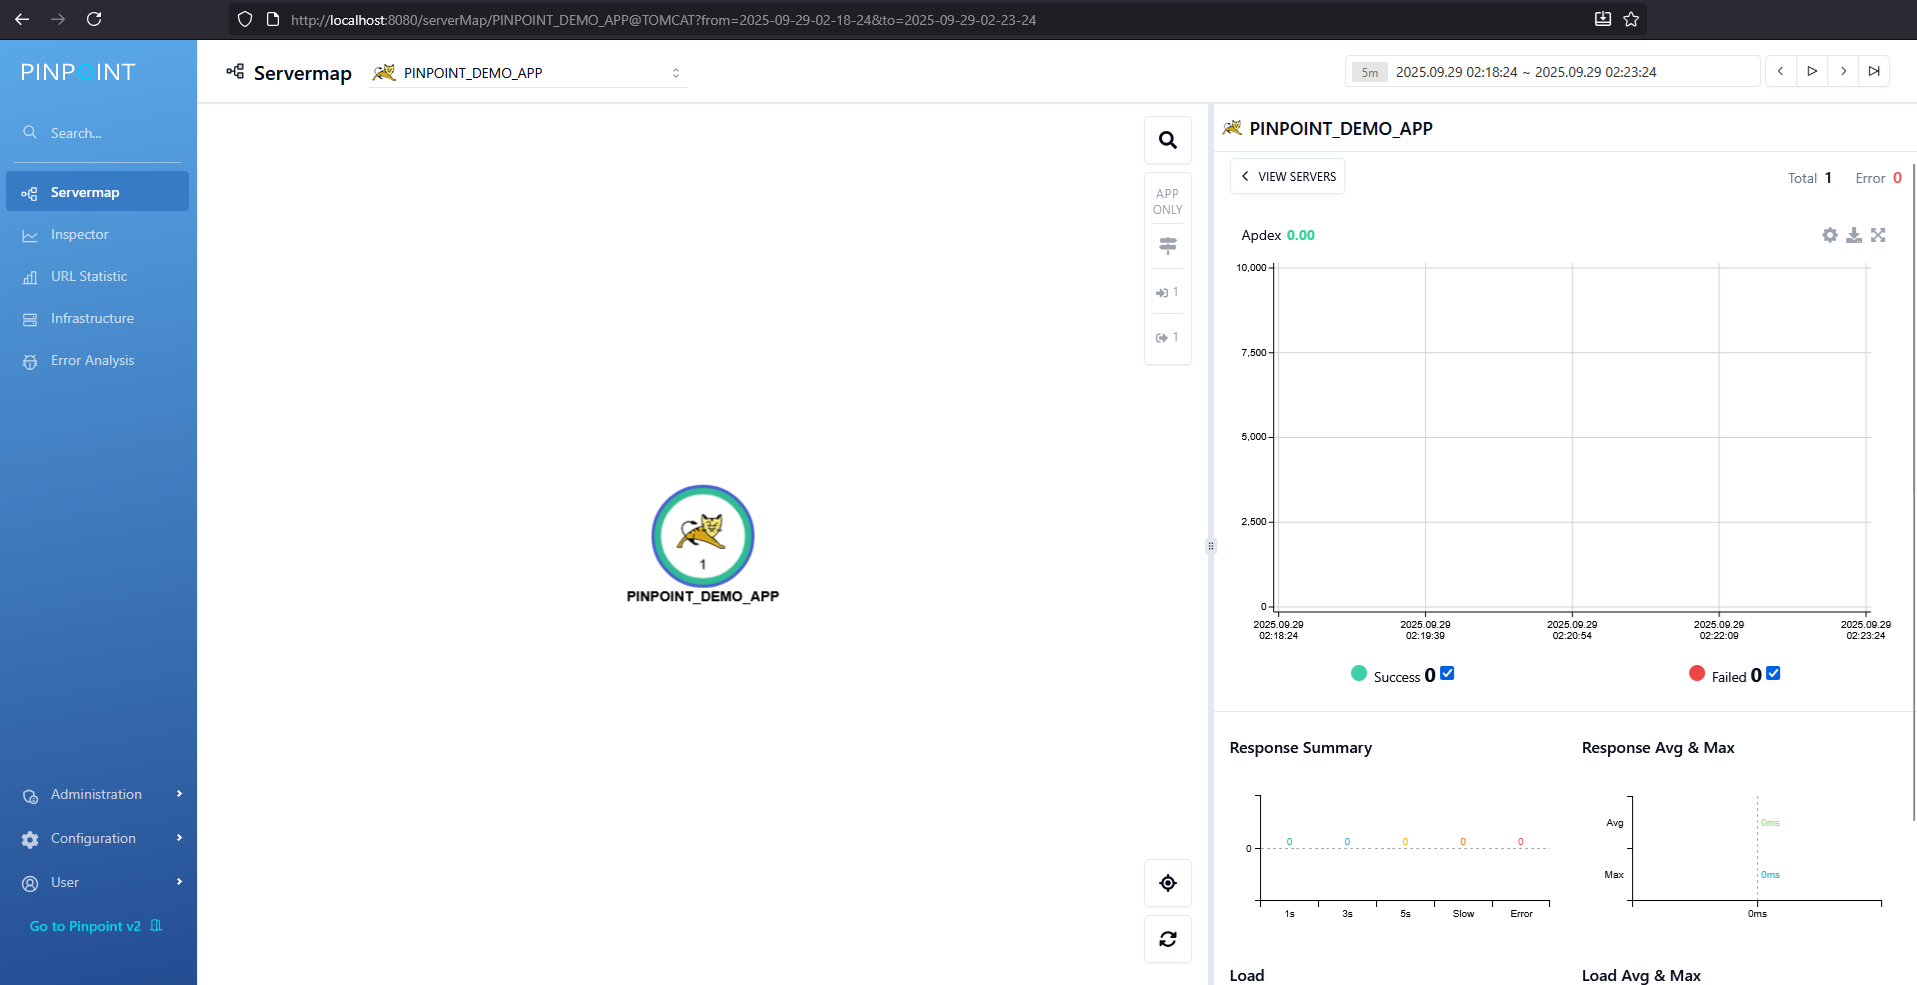 http://localhost:8080/serverMap/PINPOINT_DEMO_APP@TOMCAT?from=2025-09-29-02-18-24&to=2025-09-29-02-23-24
PINPOINT
Search...
Servermap
Inspector
URL Statistic
Infrastructure
Error Analysis
Administration
Configuration
User
Go to Pinpoint v2
Servermap PINPOINT_DEMO_APP
5m 2025.09.29 02:18:24 ~ 2025.09.29 02:23:24
APP
ONLY
1
1
1
PINPOINT_DEMO_APP
PINPOINT_DEMO_APP
VIEW SERVERS
Total 1 Error 0
Apdex 0.00
10,000
7,500
5,000
2,500
0
2025.09.29 2025.09.29 2025.09.29 2025.09.29 2025.09.29
02:18:24 02:19:39 02:20:54 02:22:09 02:23:24
Success 0 Failed 0
Response Summary
0 0 0 0 0
0
1s 3s 5s Slow Error
Response Avg & Max
Avg 0ms
Max 0ms
0ms
Load
Load Avg & Max